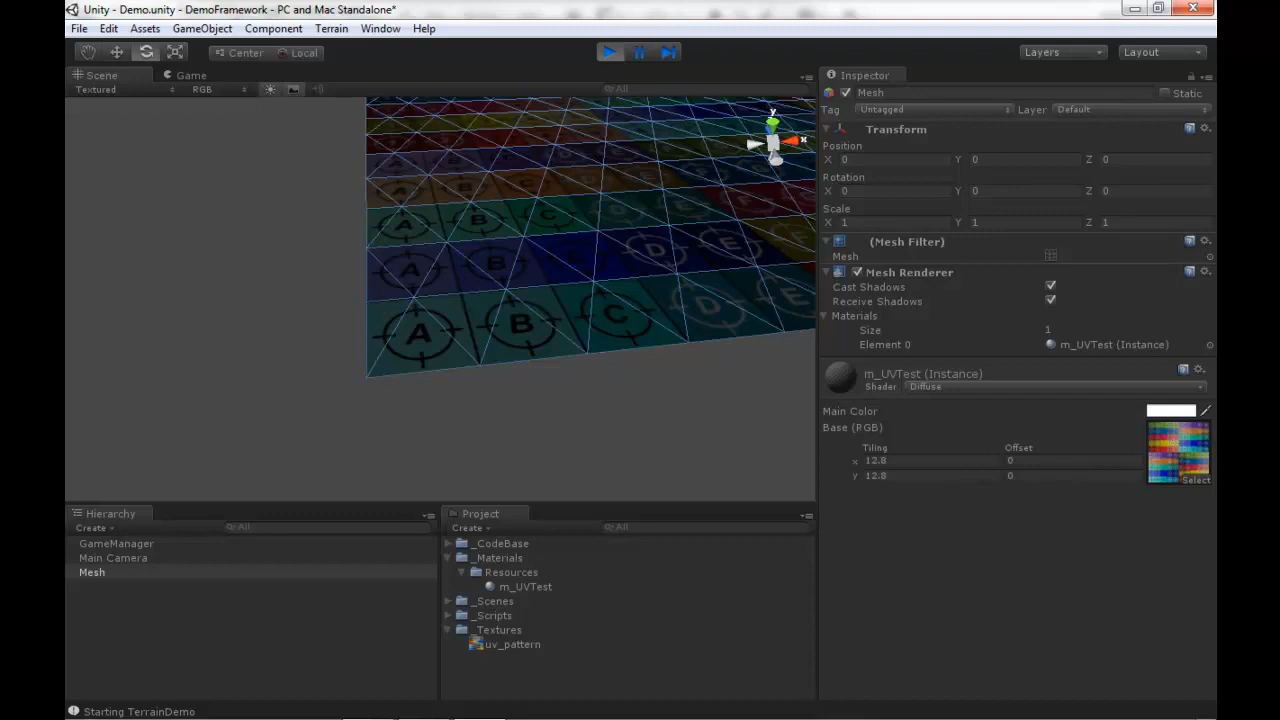 Unity - Demo.unity - DemoFramework - PC and Mac Standalone*
File Edit Assets GameObject Component Terrain Window Help
Center Local Layers Layout
Scene Game
Textured RGB All
y
x
A B C D E F
A B C D E
A B C D E
Inspector
Mesh Static
Tag Untagged Layer Default
Transform
Position
X 0 Y 0 Z 0
Rotation
X 0 Y 0 Z 0
Scale
X 1 Y 1 Z 1
(Mesh Filter)
Mesh
Mesh Renderer
Cast Shadows
Receive Shadows
Materials
Size 1
Element 0 m_UVTest (Instance)
m_UVTest (Instance)
Shader Diffuse
Main Color
Base (RGB)
Tiling Offset
x 12.8 0
y 12.8 0
Select
Hierarchy
Create All
GameManager
Main Camera
Mesh
Project
Create All
_CodeBase
_Materials
Resources
m_UVTest
_Scenes
_Scripts
_Textures
uv_pattern
Starting TerrainDemo